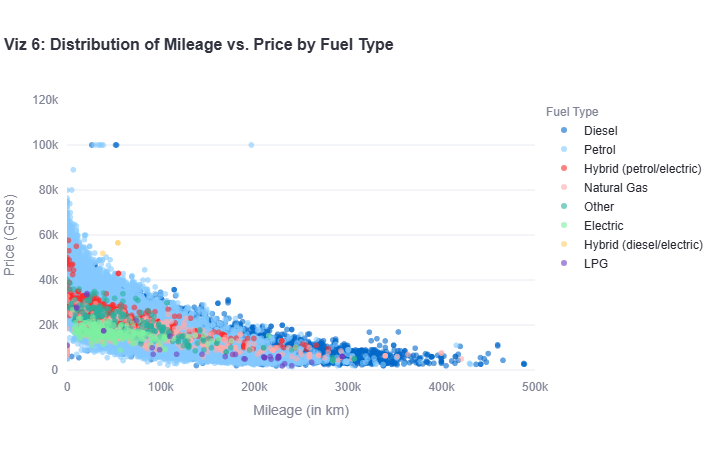 Viz 6: Distribution of Mileage vs. Price by Fuel Type
120k
100k
80k
60k
40k
20k
0
Price (Gross)
0 100k 200k 300k 400k 500k
Mileage (in km)
Fuel Type
Diesel
Petrol
Hybrid (petrol/electric)
Natural Gas
Other
Electric
Hybrid (diesel/electric)
LPG